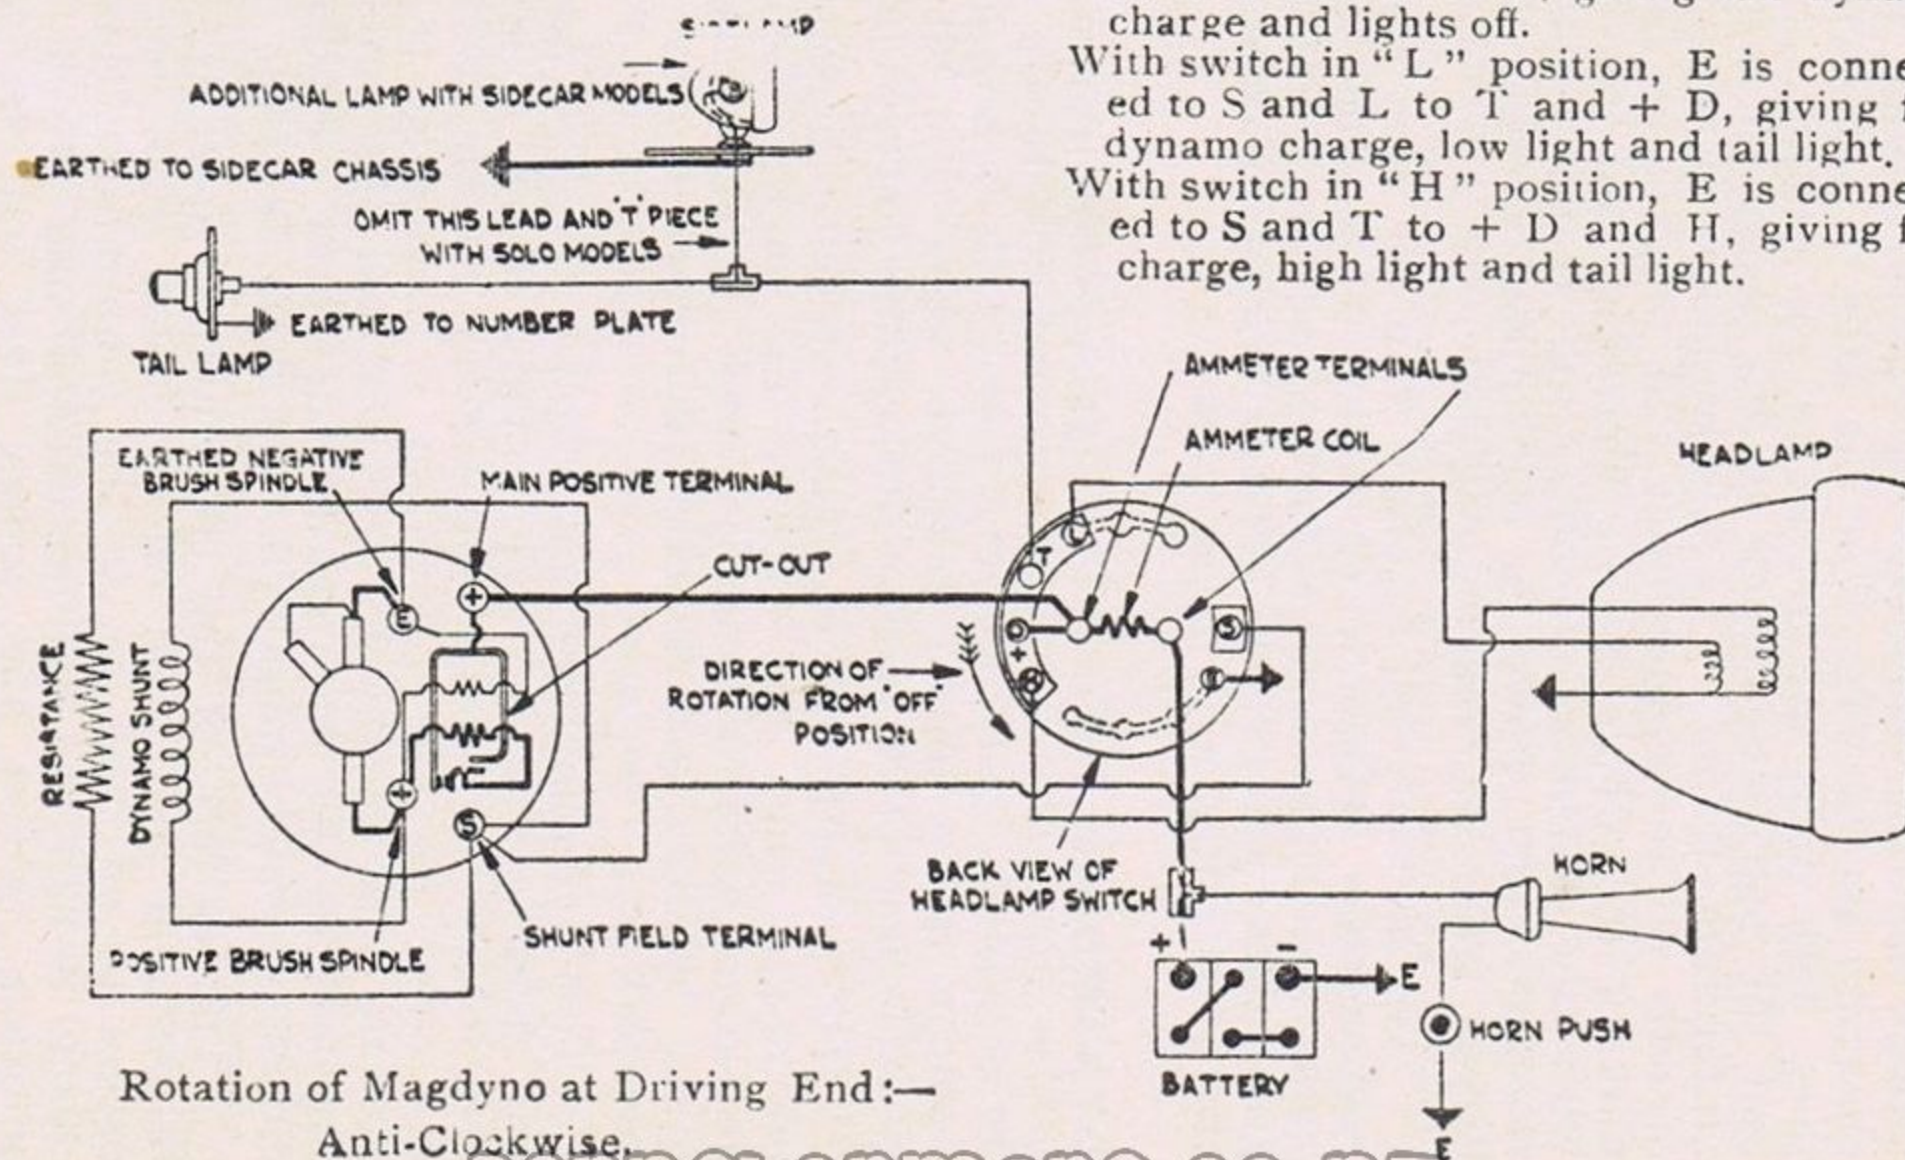 charge and lights off.
With switch in “L” position, E is conne
ed to S and L to T and + D, giving
dynamo charge, low light and tail light.
With switch in “H” position, E is conne
ed to S and T to + D and H, giving f
charge, high light and tail light.
ADDITIONAL LAMP WITH SIDECAR MODELS
EARTHED TO SIDECAR CHASSIS
OMIT THIS LEAD AND "T" PIECE
WITH SOLO MODELS
EARTHED TO NUMBER PLATE
TAIL LAMP
AMMETER TERMINALS
AMMETER COIL
HEADLAMP
EARTHED NEGATIVE
BRUSH SPINDLE
MAIN POSITIVE TERMINAL
CUT-OUT
L
T
E
+
D
+
S
RESISTANCE
DYNAMO SHUNT
DIRECTION OF
ROTATION FROM "OFF"
POSITION
+
S
BACK VIEW OF
HEADLAMP SWITCH
HORN
SHUNT FIELD TERMINAL
POSITIVE BRUSH SPINDLE
+ -
E
HORN PUSH
BATTERY
E
Rotation of Magdyno at Driving End:—
Anti-Clockwise.